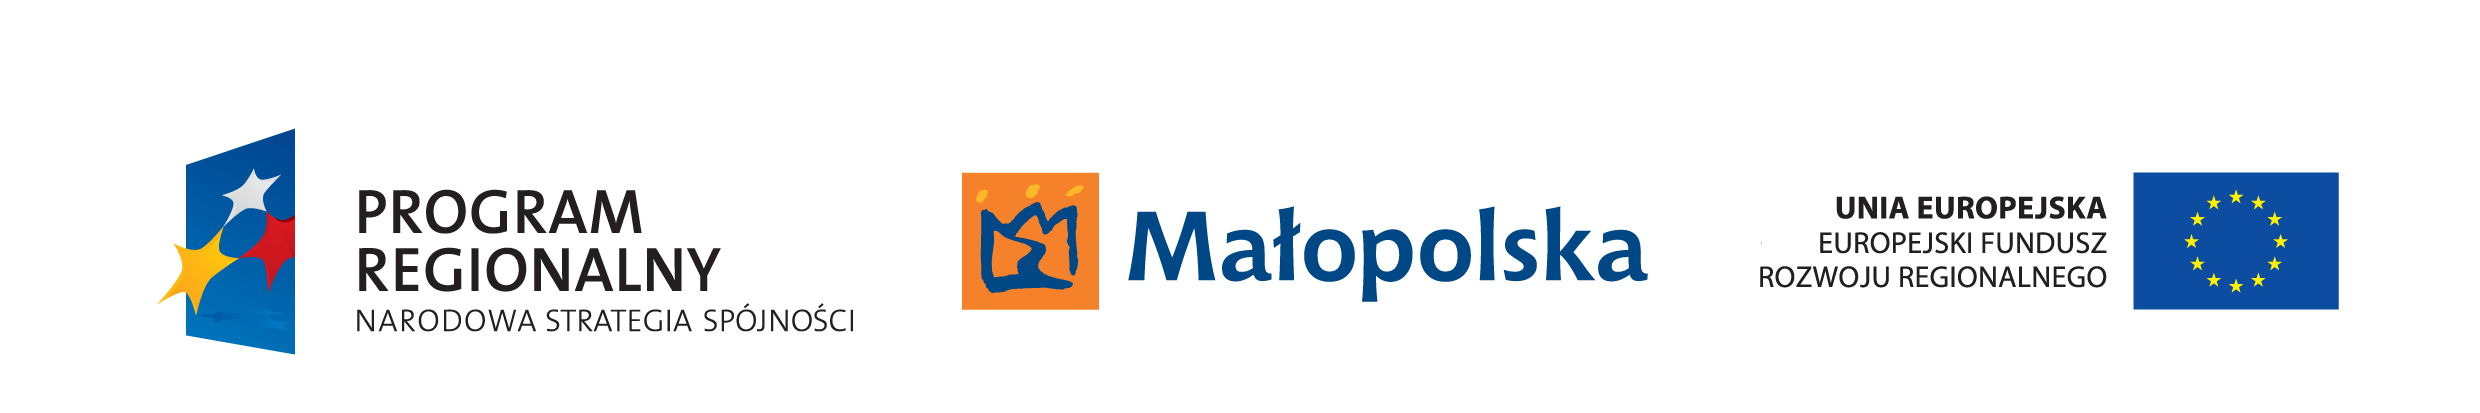 PROGRAM
REGIONALNY
NARODOWA STRATEGIA SPÓJNOŚCI
Małopolska
UNIA EUROPEJSKA
EUROPEJSKI FUNDUSZ
ROZWOJU REGIONALNEGO